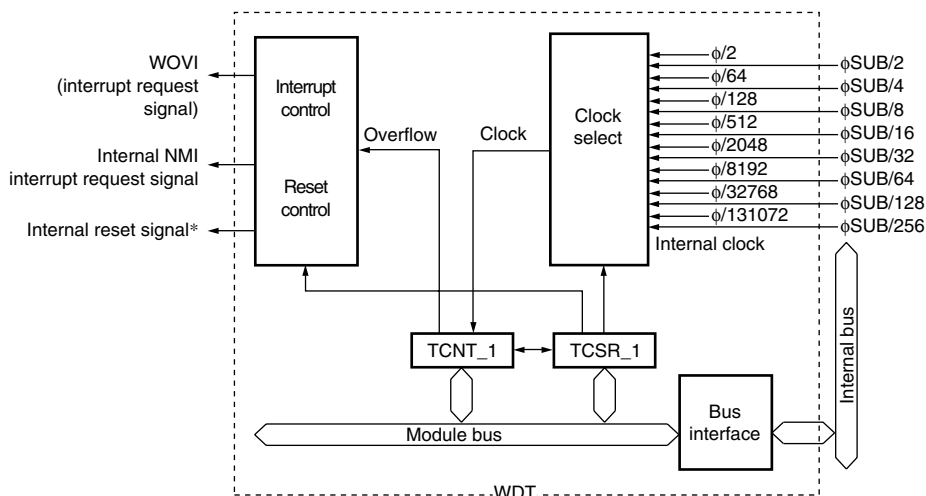 WOVI
(interrupt request
signal)
Internal NMI
interrupt request signal
Internal reset signal*
Interrupt
control
Reset
control
Overflow
Clock
Clock
select
ϕ/2
ϕ/64
ϕ/128
ϕ/512
ϕ/2048
ϕ/8192
ϕ/32768
ϕ/131072
Internal clock
ϕSUB/2
ϕSUB/4
ϕSUB/8
ϕSUB/16
ϕSUB/32
ϕSUB/64
ϕSUB/128
ϕSUB/256
TCNT_1
TCSR_1
Module bus
Bus
interface
Internal bus
WDT